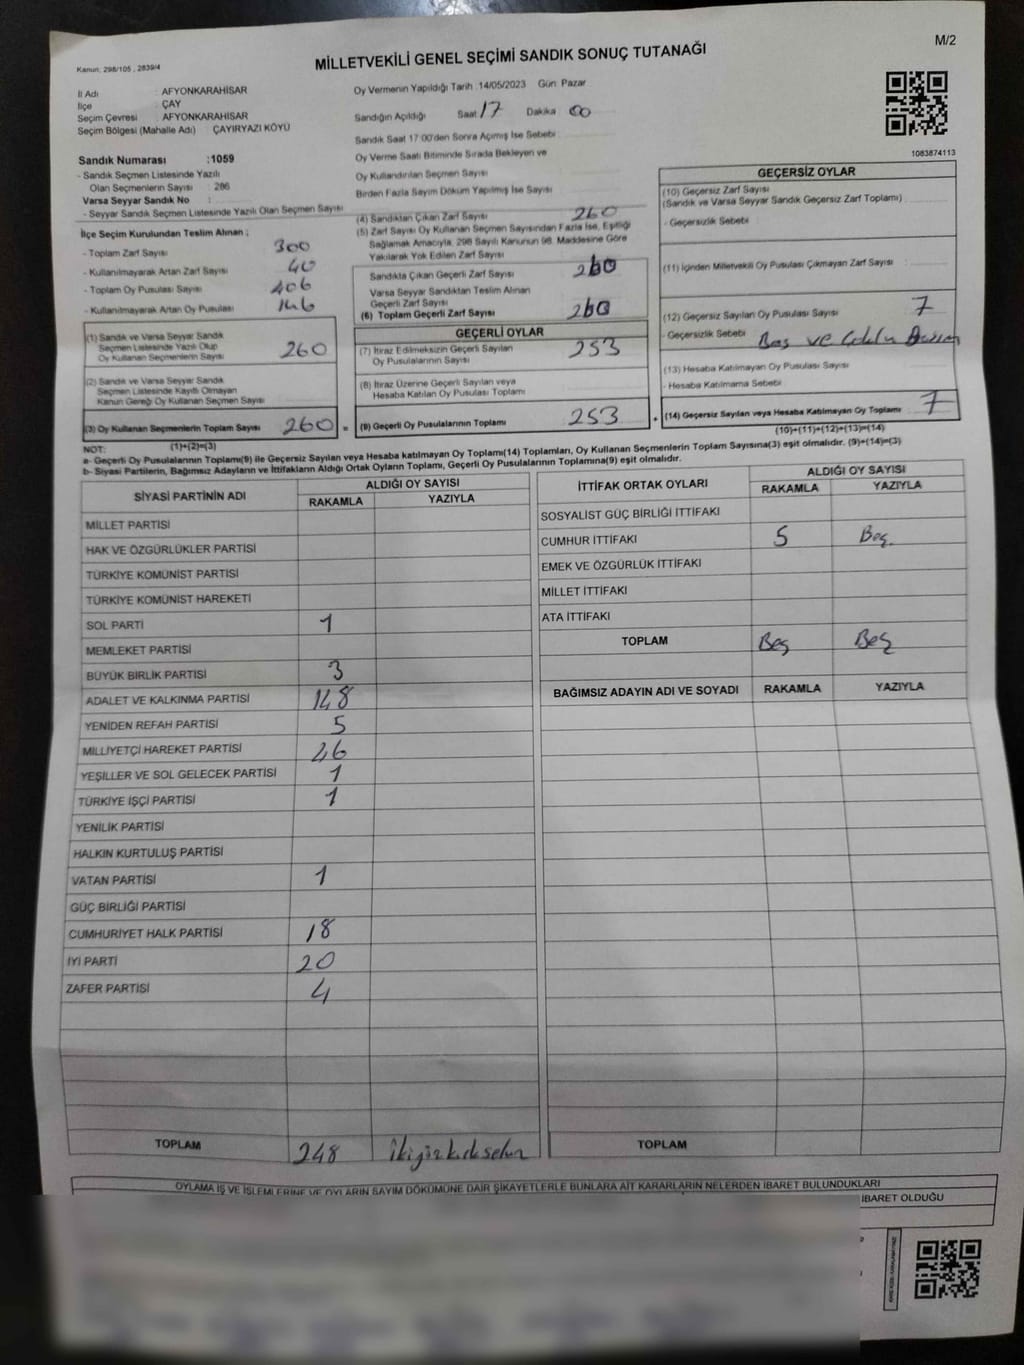 M/2
Kanun: 298/105 , 2839/4
MİLLETVEKİLİ GENEL SEÇİMİ SANDIK SONUÇ TUTANAĞI
İl Adı : AFYONKARAHİSAR
İlçe : ÇAY
Seçim Çevresi : AFYONKARAHİSAR
Seçim Bölgesi (Mahalle Adı) : ÇAYIRYAZI KÖYÜ
Sandık Numarası :1059
- Sandık Seçmen Listesinde Yazılı
Olan Seçmenlerin Sayısı : 286
Varsa Seyyar Sandık No :
- Seyyar Sandık Seçmen Listesinde Yazılı Olan Seçmen Sayısı
İlçe Seçim Kurulundan Teslim Alınan ;
- Toplam Zarf Sayısı 300
- Kullanılmayarak Artan Zarf Sayısı 40
- Toplam Oy Pusulası Sayısı 406
- Kullanılmayarak Artan Oy Pusulası 146
(1) Sandık ve Varsa Seyyar Sandık
Seçmen Listesinde Yazılı Olup
Oy Kullanan Seçmenlerin Sayısı 260
(2) Sandık ve Varsa Seyyar Sandık
Seçmen Listesinde Kayıtlı Olmayan
Kanun Gereği Oy Kullanan Seçmen Sayısı
(3) Oy Kullanan Seçmenlerin Toplam Sayısı 260 =
(1)+(2)=(3)
Oy Vermenin Yapıldığı Tarih :14/05/2023 Gün: Pazar
Sandığın Açıldığı Saat 17 Dakika 00
Sandık Saat 17:00'den Sonra Açılmış İse Sebebi :
Oy Verme Saati Bitiminde Sırada Bekleyen ve
Oy Kullandırılan Seçmen Sayısı
Birden Fazla Sayım Döküm Yapılmış İse Sayısı
(4) Sandıktan Çıkan Zarf Sayısı 260
(5) Zarf Sayısı Oy Kullanan Seçmen Sayısından Fazla İse, Eşitliği
Sağlamak Amacıyla, 298 Sayılı Kanunun 98. Maddesine Göre
Yakılarak Yok Edilen Zarf Sayısı
Sandıkta Çıkan Geçerli Zarf Sayısı 260
Varsa Seyyar Sandıktan Teslim Alınan
Geçerli Zarf Sayısı
(6) Toplam Geçerli Zarf Sayısı 260
GEÇERLİ OYLAR
(7) İtiraz Edilmeksizin Geçerli Sayılan
Oy Pusulalarının Sayısı 253
(8) İtiraz Üzerine Geçerli Sayılan veya
Hesaba Katılan Oy Pusulası Toplamı
(9) Geçerli Oy Pusulalarının Toplamı 253 +
1083874113
GEÇERSİZ OYLAR
(10) Geçersiz Zarf Sayısı
(Sandık ve Varsa Seyyar Sandık Geçersiz Zarf Toplamı)
- Geçersizlik Sebebi :
(11) İçinden Milletvekili Oy Pusulası Çıkmayan Zarf Sayısı :
(12) Geçersiz Sayılan Oy Pusulası Sayısı 7
- Geçersizlik Sebebi Boş ve
(13) Hesaba Katılmayan Oy Pusulası Sayısı
- Hesaba Katılmama Sebebi
(14) Geçersiz Sayılan veya Hesaba Katılmayan Oy Toplamı 7
(10)+(11)+(12)+(13)=(14)
NOT:
a- Geçerli Oy Pusulalarının Toplamı(9) ile Geçersiz Sayılan veya Hesaba katılmayan Oy Toplamı(14) Toplamları, Oy Kullanan Seçmenlerin Toplam Sayısına(3) eşit olmalıdır. (9)+(14)=(3)
b- Siyasi Partilerin, Bağımsız Adayların ve İttifakların Aldığı Ortak Oyların Toplamı, Geçerli Oy Pusulalarının Toplamına(9) eşit olmalıdır.
SİYASİ PARTİNİN ADI ALDIĞI OY SAYISI
RAKAMLA YAZIYLA
MİLLET PARTİSİ
HAK VE ÖZGÜRLÜKLER PARTİSİ
TÜRKİYE KOMÜNİST PARTİSİ
TÜRKİYE KOMÜNİST HAREKETİ
SOL PARTİ 1
MEMLEKET PARTİSİ
BÜYÜK BİRLİK PARTİSİ 3
ADALET VE KALKINMA PARTİSİ 148
YENİDEN REFAH PARTİSİ 5
MİLLİYETÇİ HAREKET PARTİSİ 46
YEŞİLLER VE SOL GELECEK PARTİSİ 1
TÜRKİYE İŞÇİ PARTİSİ 1
YENİLİK PARTİSİ
HALKIN KURTULUŞ PARTİSİ
VATAN PARTİSİ 1
GÜÇ BİRLİĞİ PARTİSİ
CUMHURİYET HALK PARTİSİ 18
İYİ PARTİ 20
ZAFER PARTİSİ 4
TOPLAM 248 ikiyüzkırksekiz
İTTİFAK ORTAK OYLARI ALDIĞI OY SAYISI
RAKAMLA YAZIYLA
SOSYALİST GÜÇ BİRLİĞİ İTTİFAKI
CUMHUR İTTİFAKI 5 Beş
EMEK VE ÖZGÜRLÜK İTTİFAKI
MİLLET İTTİFAKI
ATA İTTİFAKI
TOPLAM Beş Beş
BAĞIMSIZ ADAYIN ADI VE SOYADI RAKAMLA YAZIYLA
TOPLAM
OYLAMA İŞ VE İŞLEMLERİNE VE OYLARIN SAYIM DÖKÜMÜNE DAİR ŞİKAYETLERLE BUNLARA AİT KARARLARIN NELERDEN İBARET BULUNDUKLARI
İBARET OLDUĞU